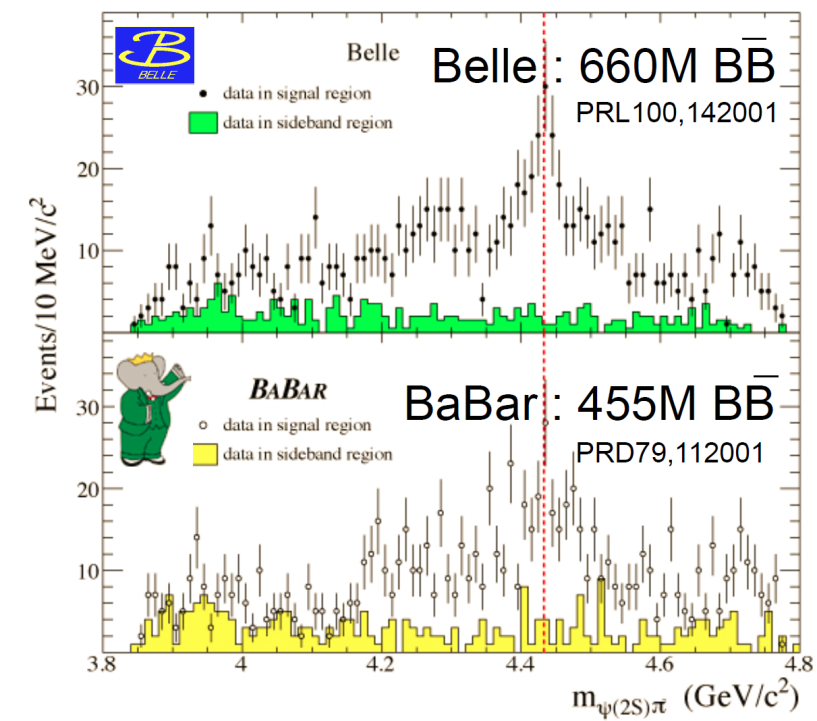 B
BELLE
Belle
Belle : 660M BB̅
PRL100,142001
data in signal region
data in sideband region
30
20
10
Events/10 MeV/c²
BABAR
BaBar : 455M BB̅
PRD79,112001
data in signal region
data in sideband region
30
20
10
3.8 4 4.2 4.4 4.6 4.8
mψ(2S)π̄ (GeV/c²)